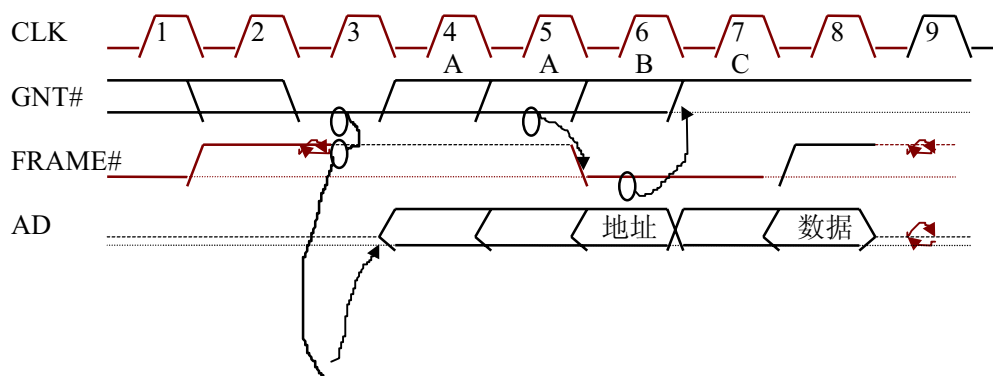 CLK 1 2 3 4 5 6 7 8 9
A A B C
GNT#
FRAME#
AD 地址 数据